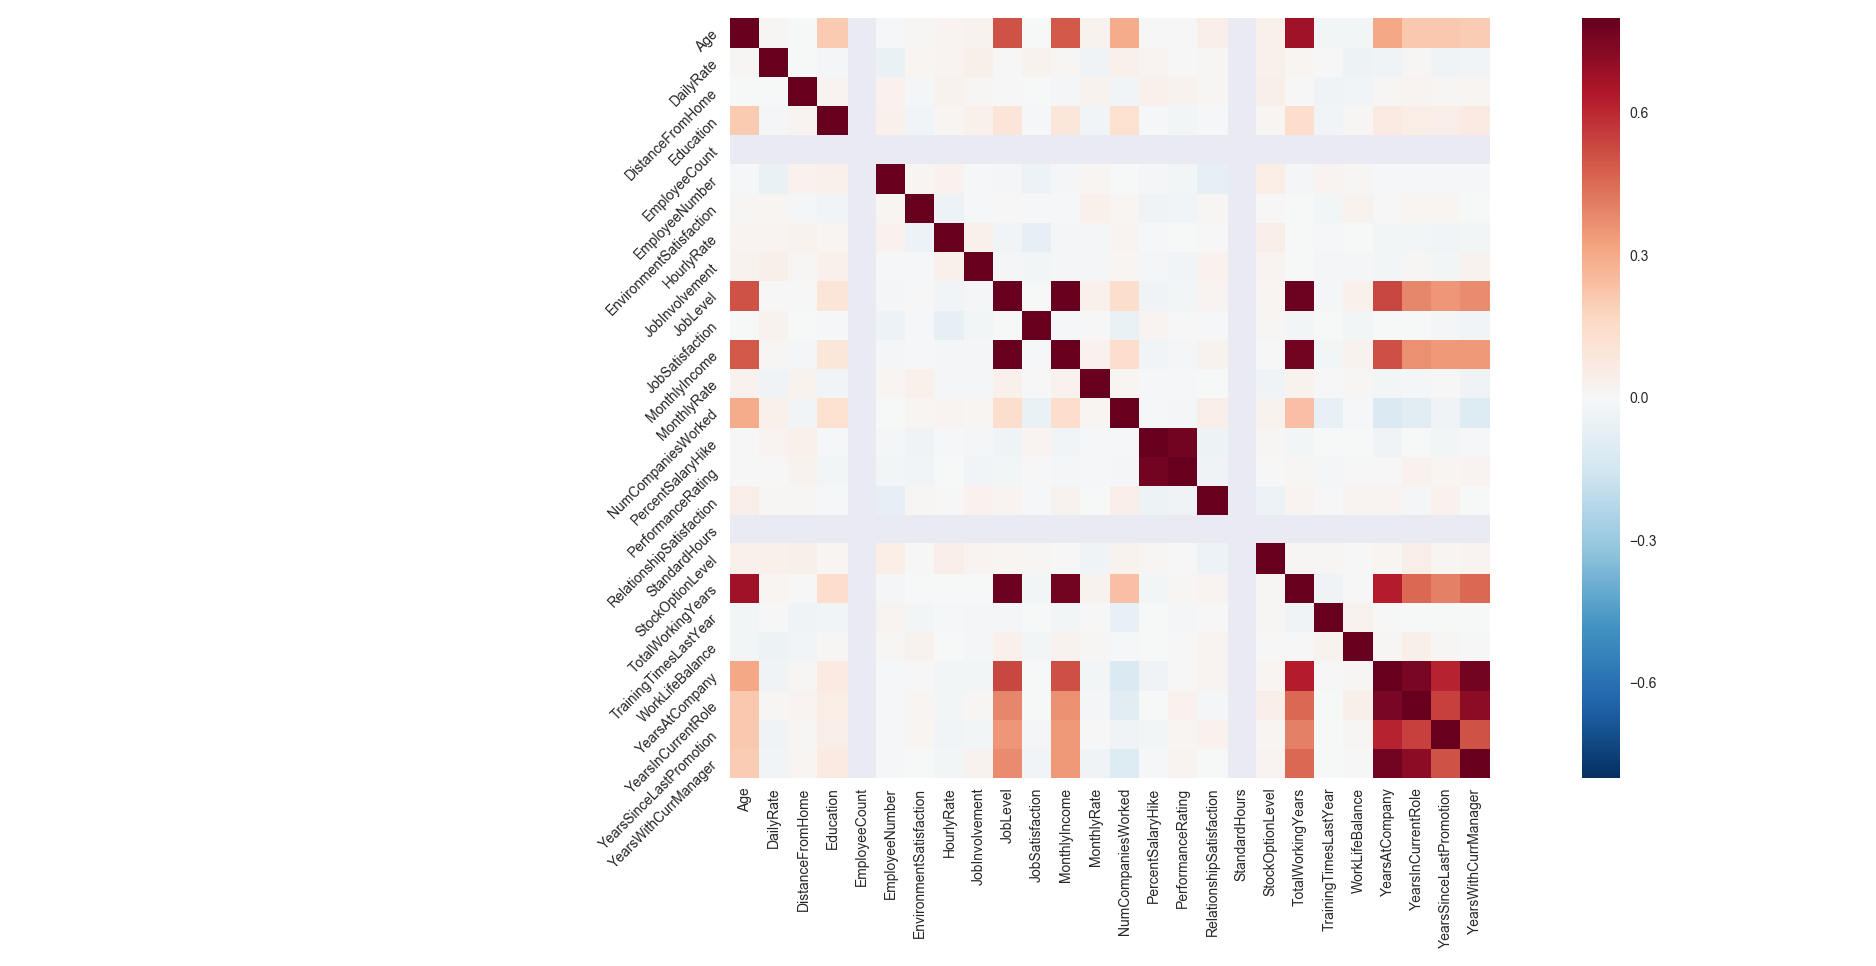 Age
DailyRate
DistanceFromHome
Education
EmployeeCount
EmployeeNumber
EnvironmentSatisfaction
HourlyRate
JobInvolvement
JobLevel
JobSatisfaction
MonthlyIncome
MonthlyRate
NumCompaniesWorked
PercentSalaryHike
PerformanceRating
RelationshipSatisfaction
StandardHours
StockOptionLevel
TotalWorkingYears
TrainingTimesLastYear
WorkLifeBalance
YearsAtCompany
YearsInCurrentRole
YearsSinceLastPromotion
YearsWithCurrManager
Age
DailyRate
DistanceFromHome
Education
EmployeeCount
EmployeeNumber
EnvironmentSatisfaction
HourlyRate
JobInvolvement
JobLevel
JobSatisfaction
MonthlyIncome
MonthlyRate
NumCompaniesWorked
PercentSalaryHike
PerformanceRating
RelationshipSatisfaction
StandardHours
StockOptionLevel
TotalWorkingYears
TrainingTimesLastYear
WorkLifeBalance
YearsAtCompany
YearsInCurrentRole
YearsSinceLastPromotion
YearsWithCurrManager
0.6
0.3
0.0
−0.3
−0.6